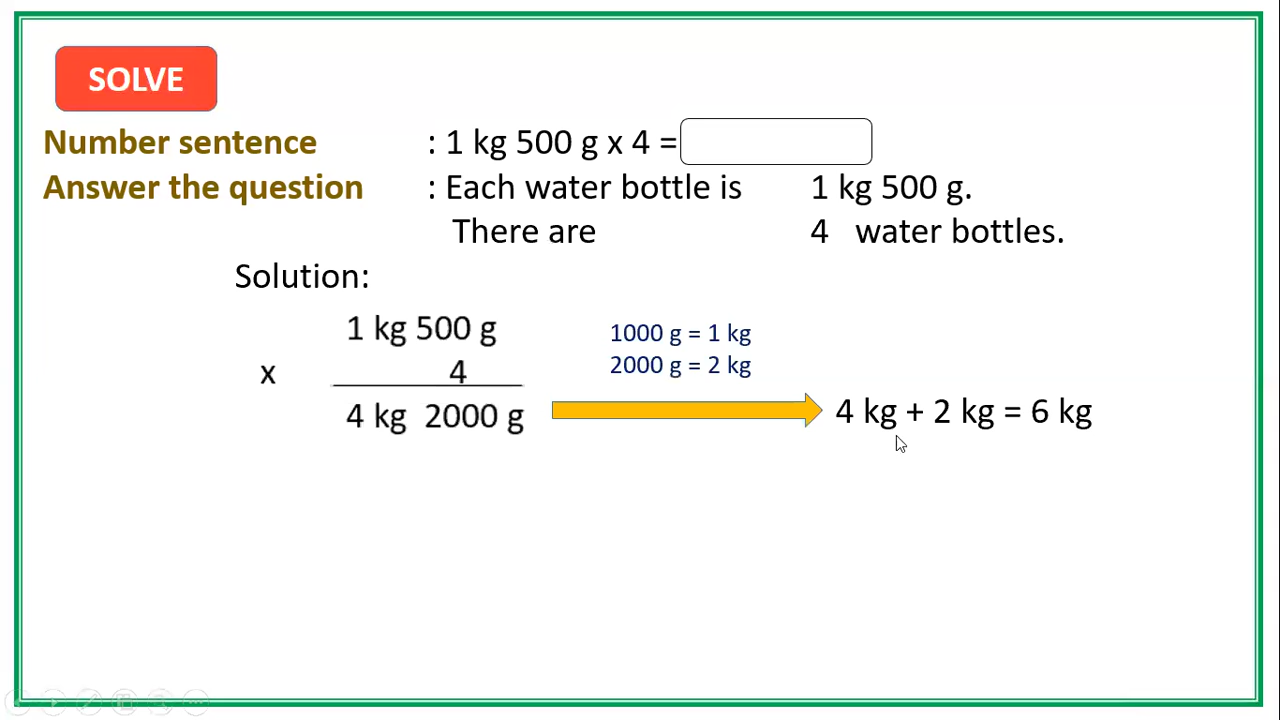 SOLVE
Number sentence : 1 kg 500 g x 4 =
Answer the question : Each water bottle is 1 kg 500 g.
There are 4 water bottles.
Solution:
1 kg 500 g
x 4
4 kg 2000 g
1000 g = 1 kg
2000 g = 2 kg
4 kg + 2 kg = 6 kg